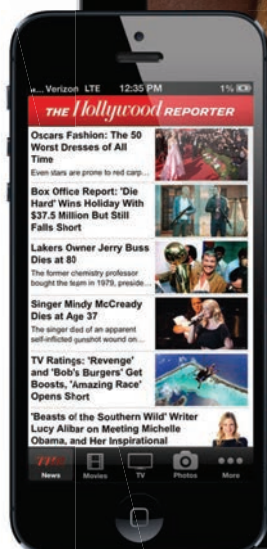 Verizon LTE 12:35 PM 1%
THE Hollywood REPORTER
Oscars Fashion: The 50
Worst Dresses of All
Time
Even stars are prone to red carp...
Box Office Report: 'Die
Hard' Wins Holiday With
$37.5 Million But Still
Falls Short
Lakers Owner Jerry Buss
Dies at 80
The former chemistry professor
bought the team in 1979, preside...
Singer Mindy McCready
Dies at Age 37
The singer died of an apparent
self-inflicted gunshot wound on...
TV Ratings: 'Revenge'
and 'Bob's Burgers' Get
Boosts, 'Amazing Race'
Opens Short
'Beasts of the Southern Wild' Writer
Lucy Alibar on Meeting Michelle
Obama, and Her Inspirational
THR
News Movies TV Photos More